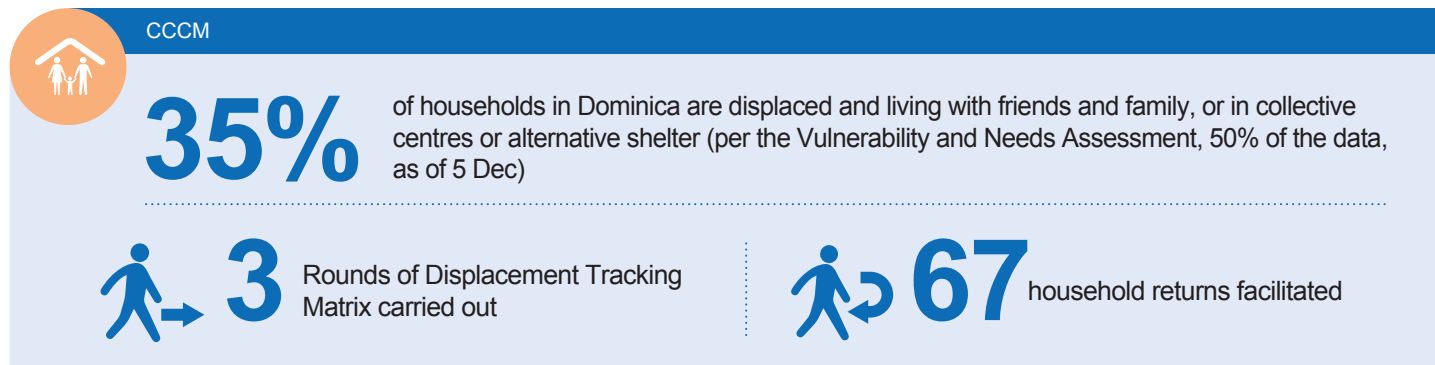 CCCM
35%
of households in Dominica are displaced and living with friends and family, or in collective
centres or alternative shelter (per the Vulnerability and Needs Assessment, 50% of the data,
as of 5 Dec)
3
Rounds of Displacement Tracking
Matrix carried out
67
household returns facilitated